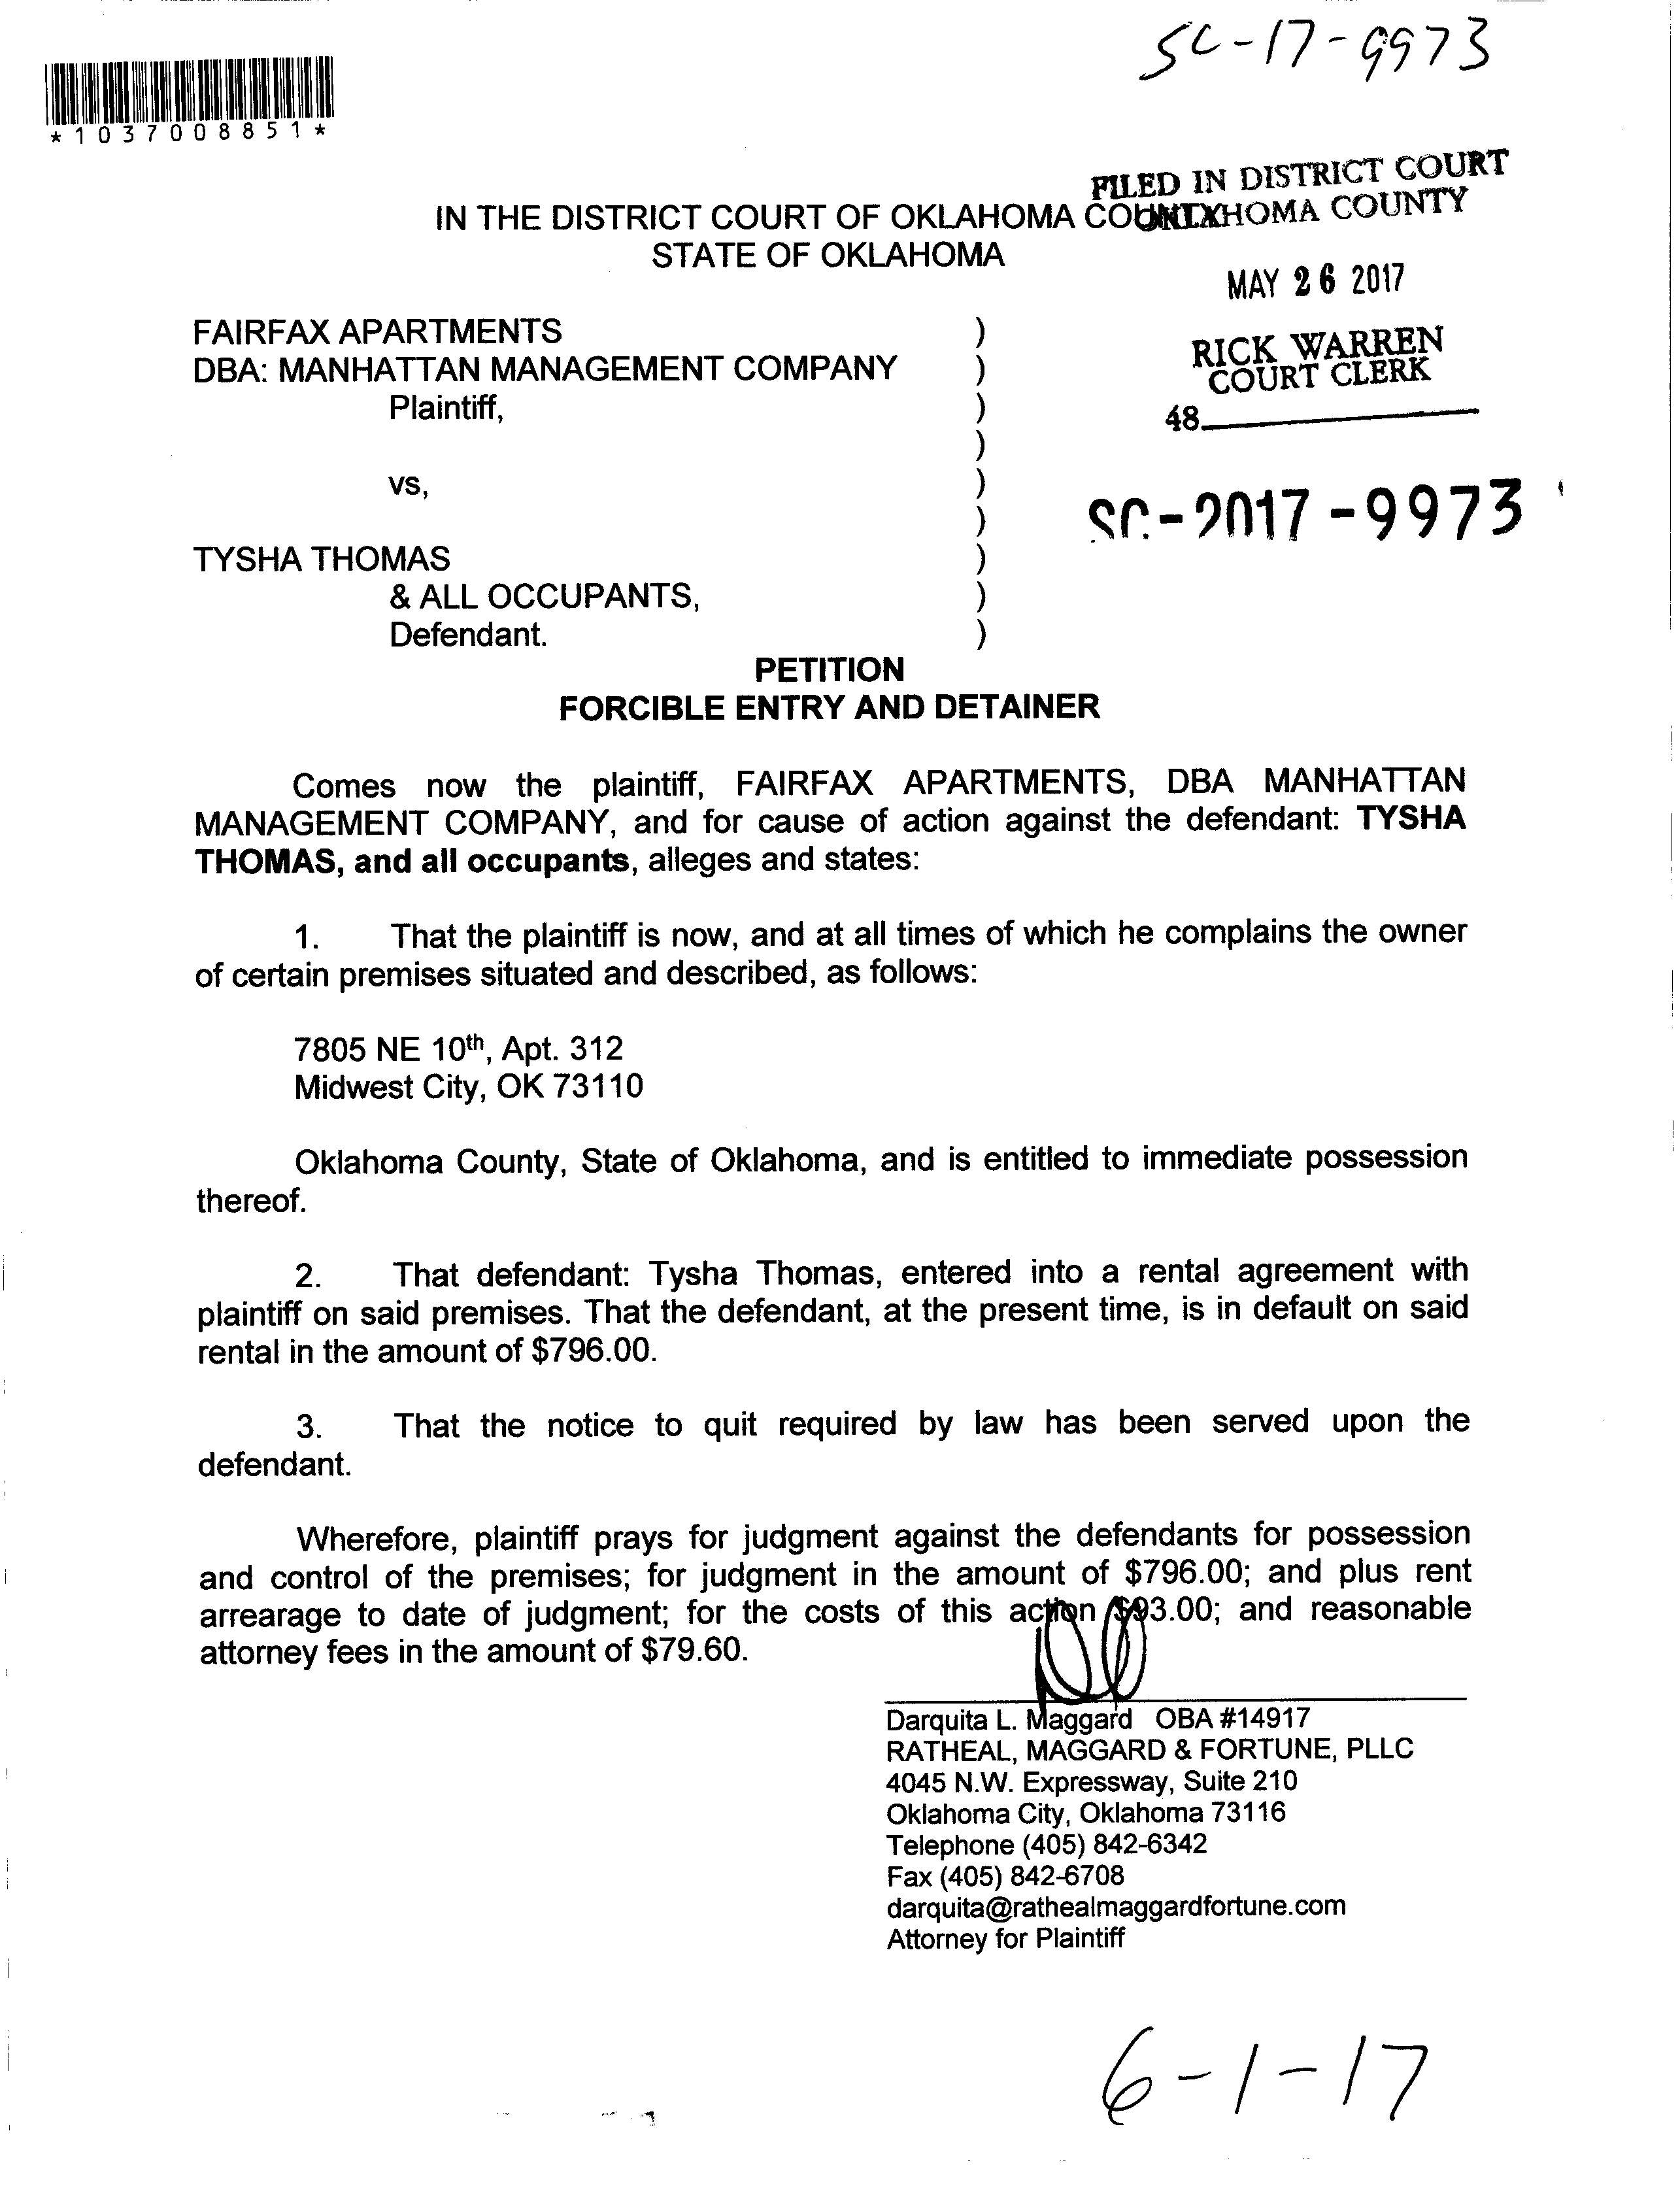 SC-17-9973
*1037008851*
FILED IN DISTRICT COURT
IN THE DISTRICT COURT OF OKLAHOMA COUNTY
OKLAHOMA COUNTY
STATE OF OKLAHOMA
MAY 26 2017
FAIRFAX APARTMENTS )
DBA: MANHATTAN MANAGEMENT COMPANY )
Plaintiff, )
)
vs, )
)
TYSHA THOMAS )
& ALL OCCUPANTS, )
Defendant. )
RICK WARREN
COURT CLERK
48
SC-2017-9973
PETITION
FORCIBLE ENTRY AND DETAINER
Comes now the plaintiff, FAIRFAX APARTMENTS, DBA MANHATTAN
MANAGEMENT COMPANY, and for cause of action against the defendant: TYSHA
THOMAS, and all occupants, alleges and states:
1. That the plaintiff is now, and at all times of which he complains the owner
of certain premises situated and described, as follows:
7805 NE 10th, Apt. 312
Midwest City, OK 73110
Oklahoma County, State of Oklahoma, and is entitled to immediate possession
thereof.
2. That defendant: Tysha Thomas, entered into a rental agreement with
plaintiff on said premises. That the defendant, at the present time, is in default on said
rental in the amount of $796.00.
3. That the notice to quit required by law has been served upon the
defendant.
Wherefore, plaintiff prays for judgment against the defendants for possession
and control of the premises; for judgment in the amount of $796.00; and plus rent
arrearage to date of judgment; for the costs of this action $93.00; and reasonable
attorney fees in the amount of $79.60.
Darquita L. Maggard OBA #14917
RATHEAL, MAGGARD & FORTUNE, PLLC
4045 N.W. Expressway, Suite 210
Oklahoma City, Oklahoma 73116
Telephone (405) 842-6342
Fax (405) 842-6708
darquita@rathealmaggardfortune.com
Attorney for Plaintiff
6-1-17